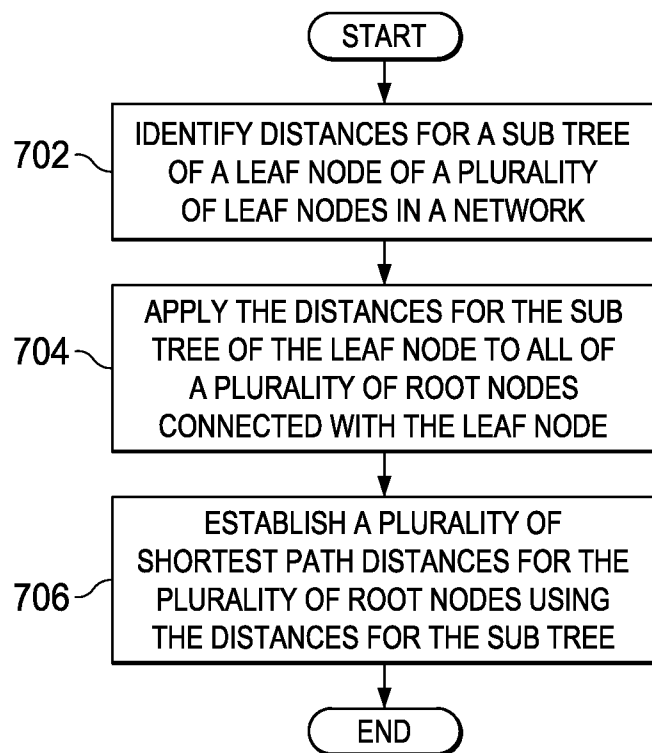 START
702
IDENTIFY DISTANCES FOR A SUB TREE
OF A LEAF NODE OF A PLURALITY
OF LEAF NODES IN A NETWORK
704
APPLY THE DISTANCES FOR THE SUB
TREE OF THE LEAF NODE TO ALL OF
A PLURALITY OF ROOT NODES
CONNECTED WITH THE LEAF NODE
706
ESTABLISH A PLURALITY OF
SHORTEST PATH DISTANCES FOR THE
PLURALITY OF ROOT NODES USING
THE DISTANCES FOR THE SUB TREE
END